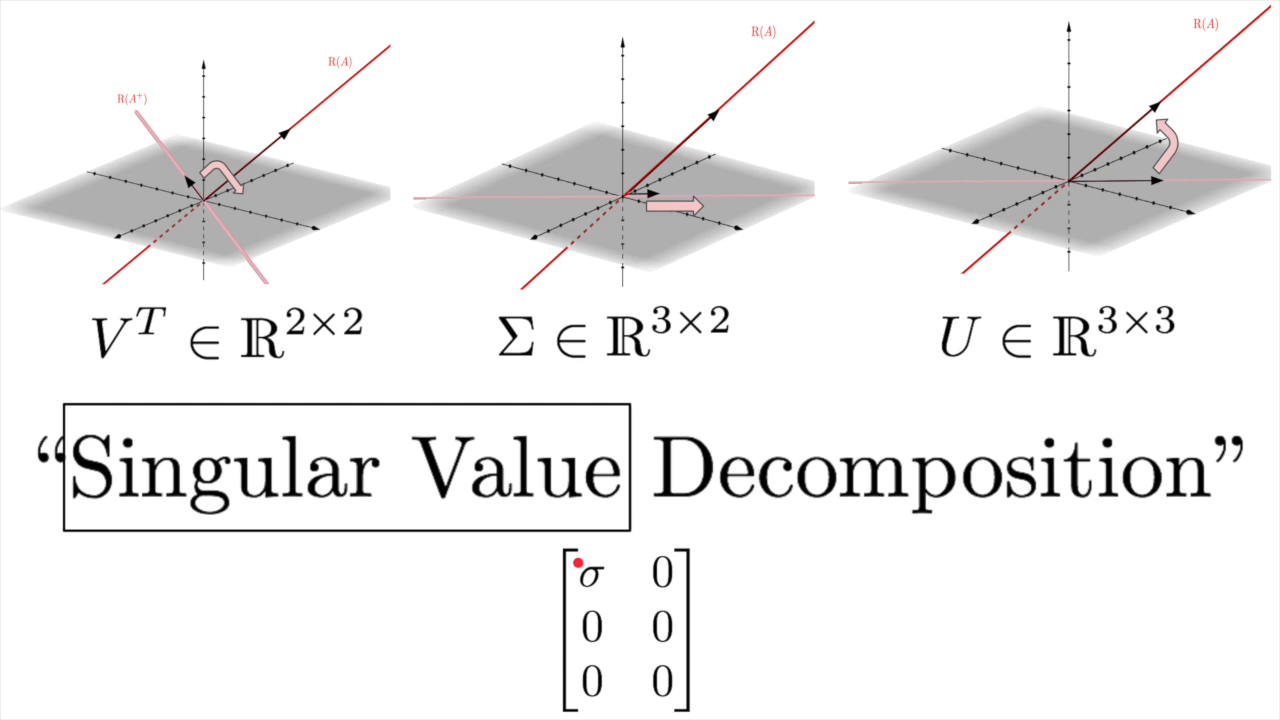 R(A)
R(A⁺)
R(A)
R(A)
V^T ∈ ℝ^{2×2}
Σ ∈ ℝ^{3×2}
U ∈ ℝ^{3×3}
“Singular Value Decomposition”
σ 0
0 0
0 0